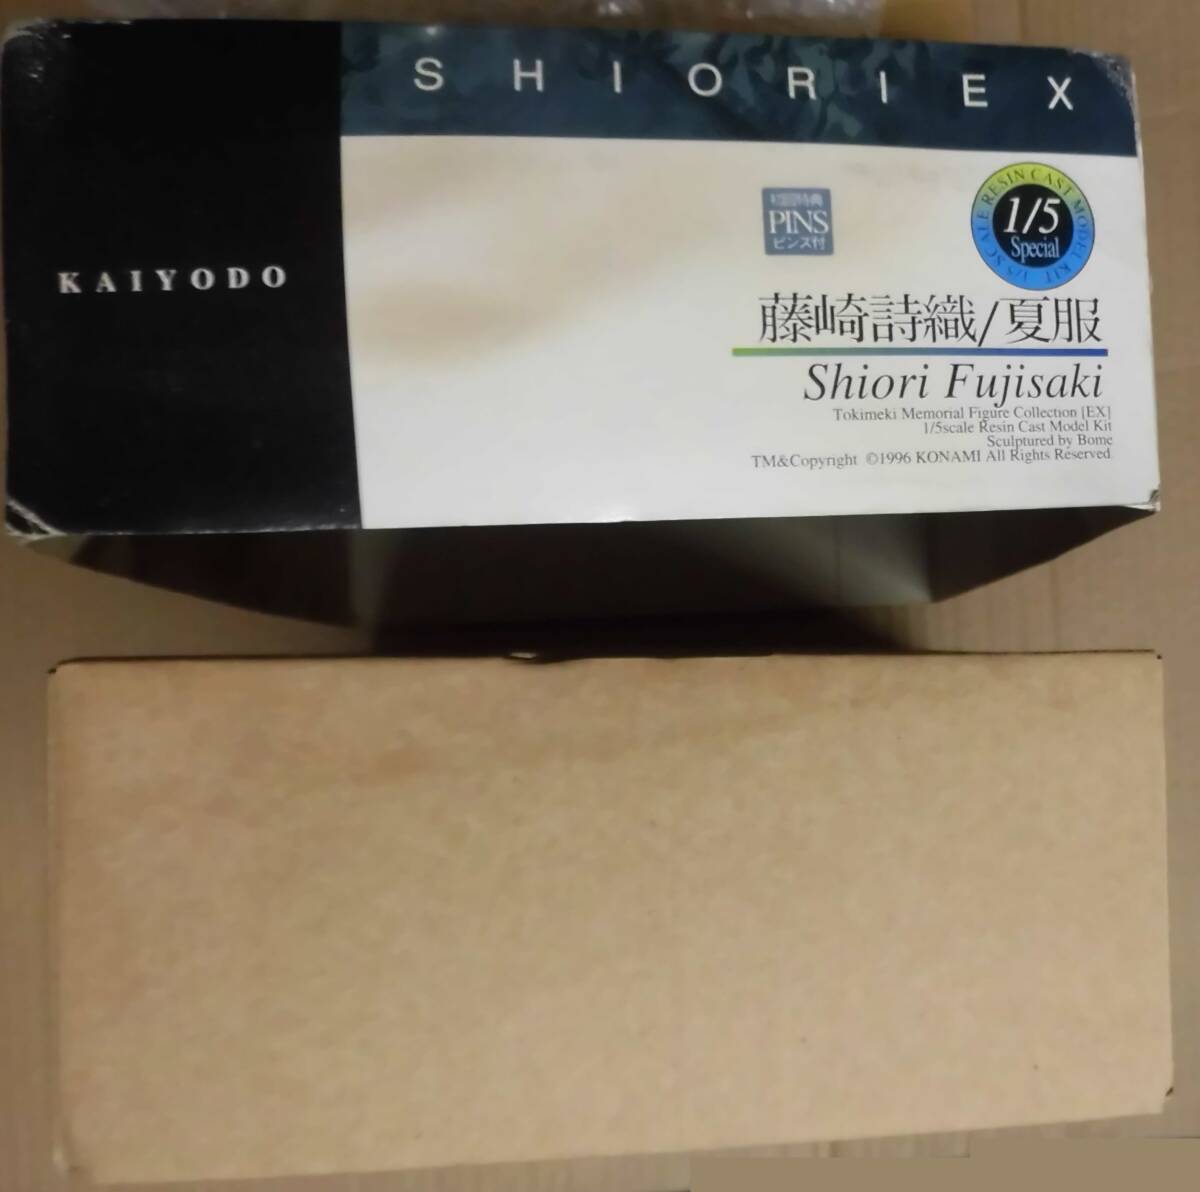 SHIORI EX
KAIYODO
初回特典
PINS
ピンズ付
1/5 SCALE RESIN CAST MODEL KIT
1/5
Special
藤崎詩織/夏服
Shiori Fujisaki
Tokimeki Memorial Figure Collection [EX]
1/5scale Resin Cast Model Kit
Sculptured by Bome
TM&Copyright ©1996 KONAMI All Rights Reserved.